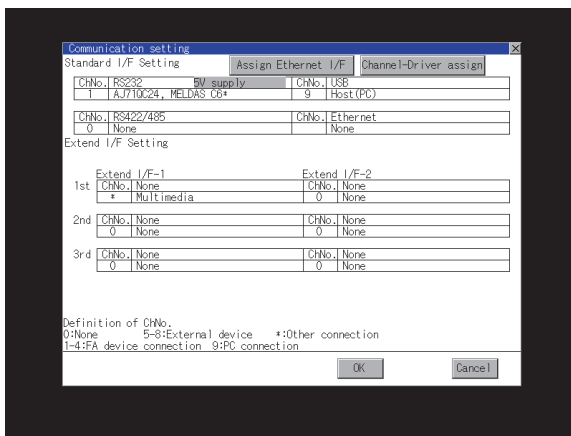 Communication setting
Standard I/F Setting Assign Ethernet I/F Channel-Driver assign
ChNo. RS232 5V supply ChNo. USB
1 AJ71QC24, MELDAS C6* 9 Host(PC)
ChNo. RS422/485 ChNo. Ethernet
0 None None
Extend I/F Setting
Extend I/F-1 Extend I/F-2
1st ChNo. None ChNo. None
* Multimedia 0 None
2nd ChNo. None ChNo. None
0 None 0 None
3rd ChNo. None ChNo. None
0 None 0 None
Definition of ChNo.
0:None 5-8:External device *:Other connection
1-4:FA device connection 9:PC connection
OK Cancel